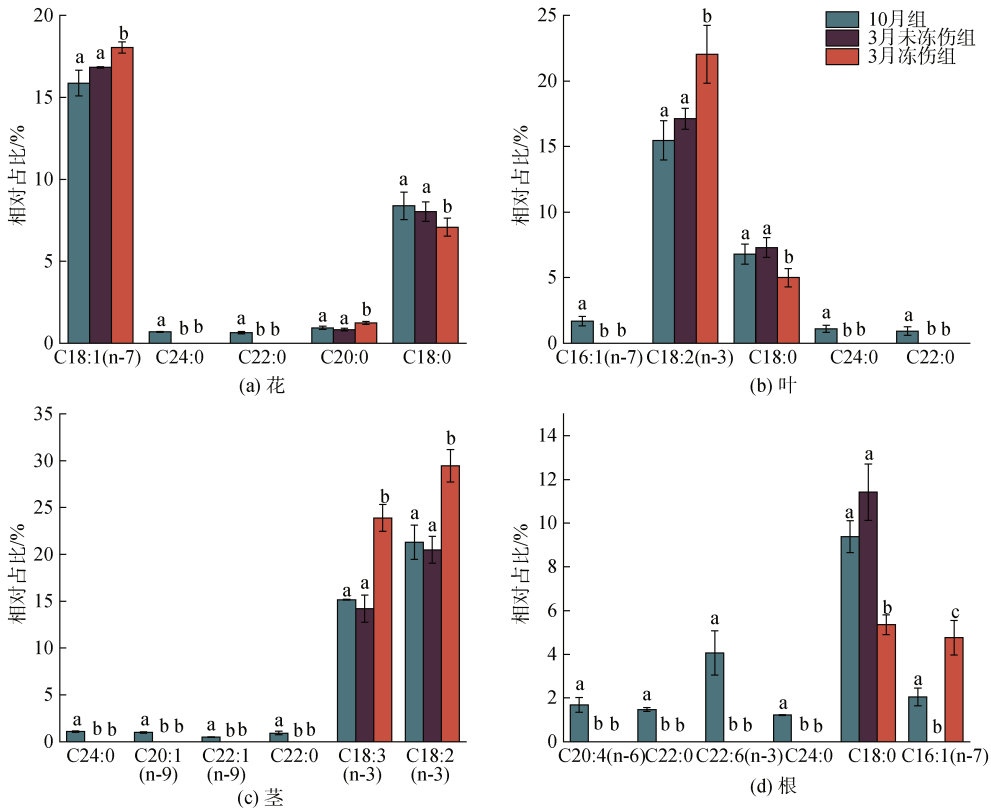 20
15
10
5
0
相对占比/%
a
a
b
a
b b
a
b b
a
a
b
a
a
b
C18:1(n-7)
C24:0
C22:0
C20:0
C18:0
(a) 花
25
20
15
10
5
0
相对占比/%
10月组
3月未冻伤组
3月冻伤组
a
b b
a
a
b
a
a
b
a
b b
a
b b
C16:1(n-7)
C18:2(n-3)
C18:0
C24:0
C22:0
(b) 叶
35
30
25
20
15
10
5
0
相对占比/%
a
b b
a
b b
a
b b
a
b b
a
a
b
a
a
b
C24:0
C20:1
(n-9)
C22:1
(n-9)
C22:0
C18:3
(n-3)
C18:2
(n-3)
(c) 茎
14
12
10
8
6
4
2
0
相对占比/%
a
b b
a
b b
a
b b
a
b b
a
a
b
a
b
c
C20:4(n-6)
C22:0
C22:6(n-3)
C24:0
C18:0
C16:1(n-7)
(d) 根